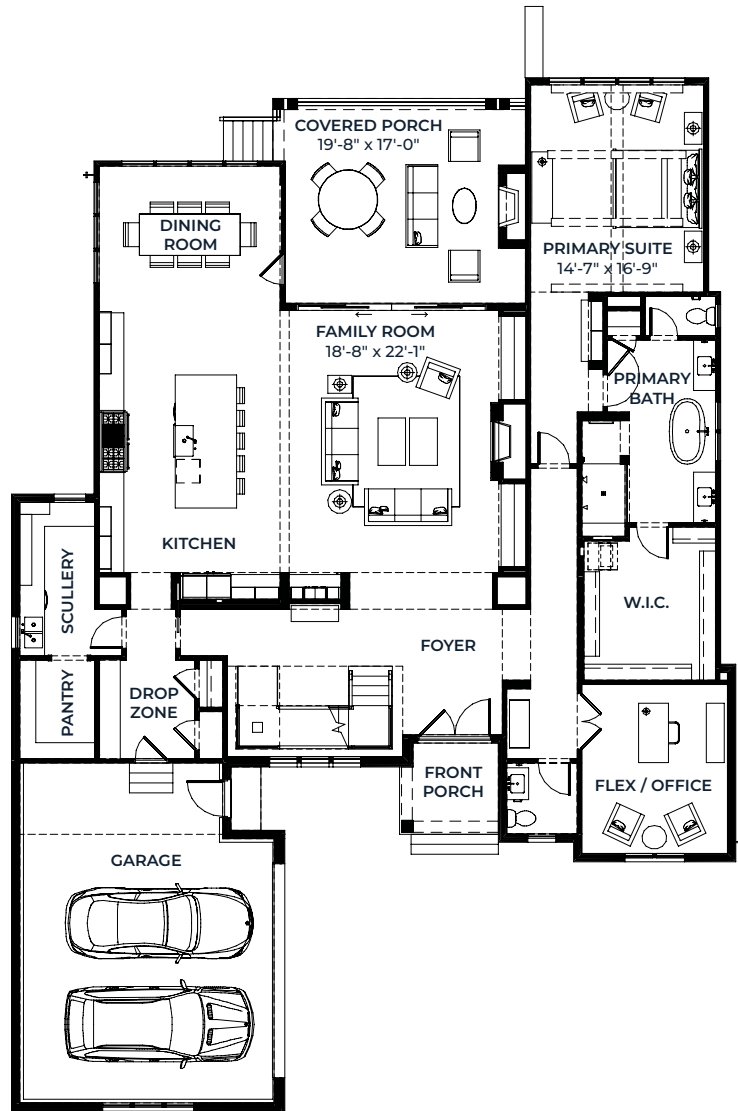 COVERED PORCH
19'-8" x 17'-0"
DINING
ROOM
PRIMARY SUITE
14'-7" x 16'-9"
FAMILY ROOM
18'-8" x 22'-1"
PRIMARY
BATH
KITCHEN
SCULLERY
W.I.C.
FOYER
PANTRY
DROP
ZONE
FRONT
PORCH
FLEX / OFFICE
GARAGE